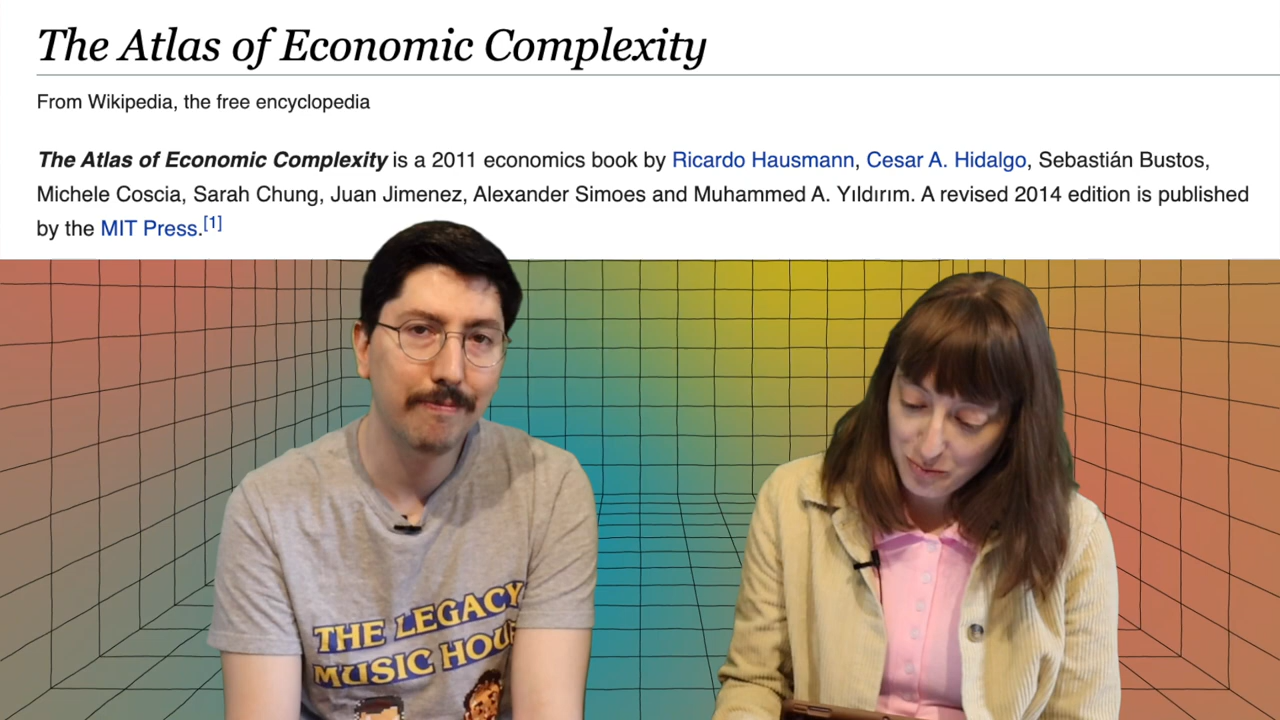 The Atlas of Economic Complexity
From Wikipedia, the free encyclopedia
The Atlas of Economic Complexity is a 2011 economics book by Ricardo Hausmann, Cesar A. Hidalgo, Sebastián Bustos,
Michele Coscia, Sarah Chung, Juan Jimenez, Alexander Simoes and Muhammed A. Yıldırım. A revised 2014 edition is published
by the MIT Press.[1]
THE LEGACY
MUSIC HOUR